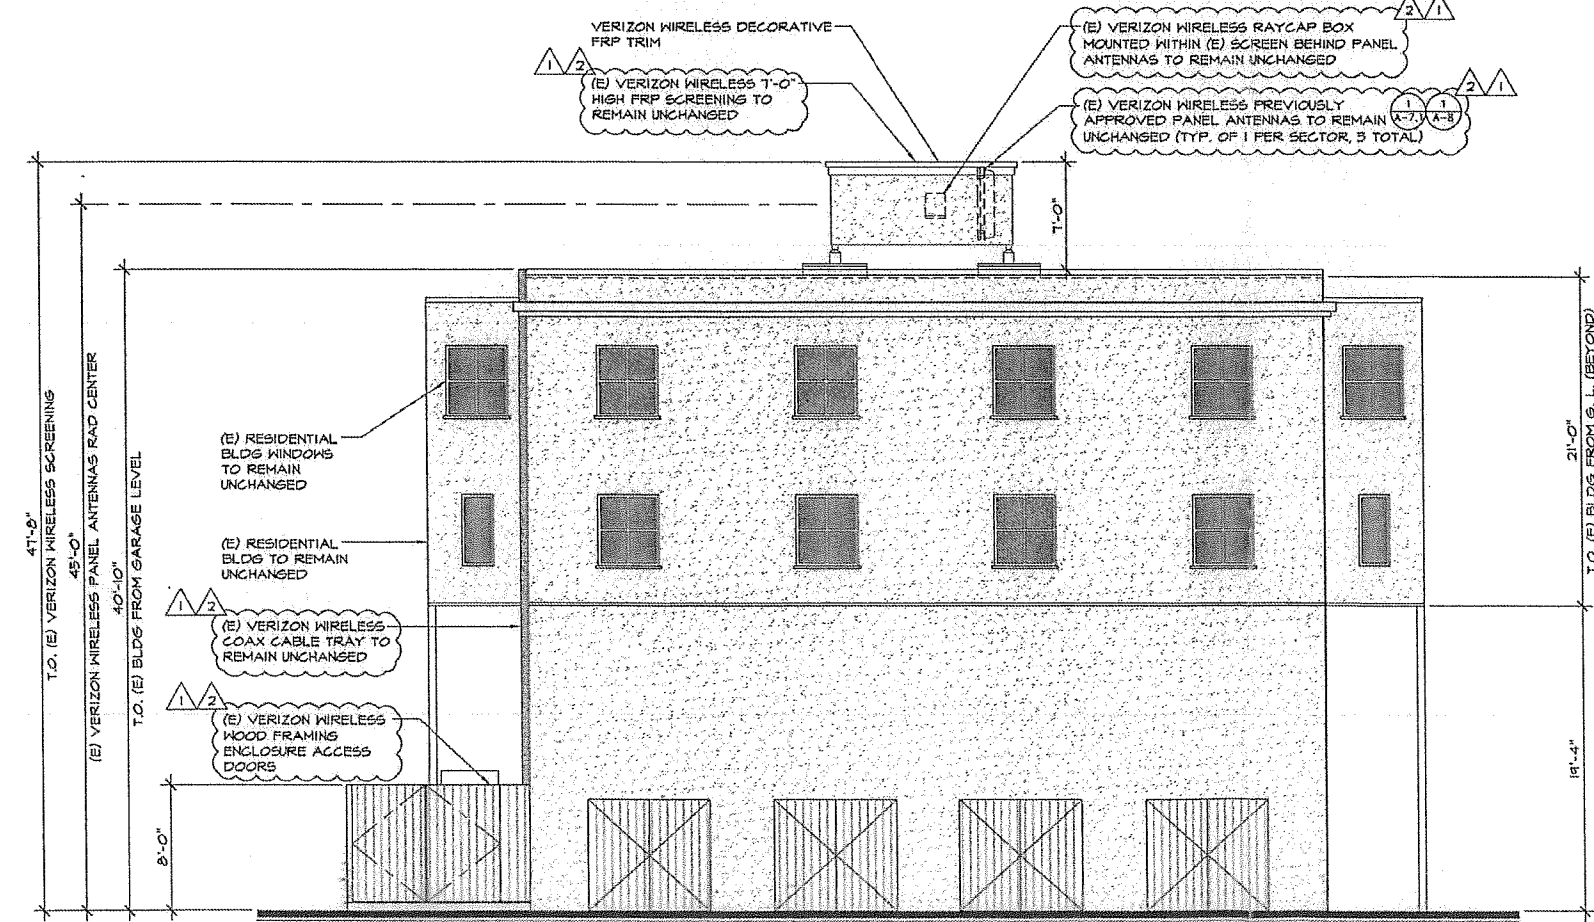 VERIZON WIRELESS DECORATIVE
FRP TRIM
1 2
(E) VERIZON WIRELESS 7'-0"
HIGH FRP SCREENING TO
REMAIN UNCHANGED
2 1
(E) VERIZON WIRELESS RAYCAP BOX
MOUNTED WITHIN (E) SCREEN BEHIND PANEL
ANTENNAS TO REMAIN UNCHANGED
2 1
(E) VERIZON WIRELESS PREVIOUSLY
APPROVED PANEL ANTENNAS TO REMAIN
UNCHANGED (TYP. OF 1 PER SECTOR, 3 TOTAL)
1 1
A-7.1 A-8
7'-0"
47'-8"
T.O. (E) VERIZON WIRELESS SCREENING
45'-0"
(E) VERIZON WIRELESS PANEL ANTENNAS RAD CENTER
40'-10"
T.O. (E) BLDG FROM GARAGE LEVEL
(E) RESIDENTIAL
BLDG WINDOWS
TO REMAIN
UNCHANGED
(E) RESIDENTIAL
BLDG TO REMAIN
UNCHANGED
1 2
(E) VERIZON WIRELESS
COAX CABLE TRAY TO
REMAIN UNCHANGED
1 2
(E) VERIZON WIRELESS
WOOD FRAMING
ENCLOSURE ACCESS
DOORS
8'-0"
21'-0"
T.O. (E) BLDG FROM G. L. (BEYOND)
19'-4"